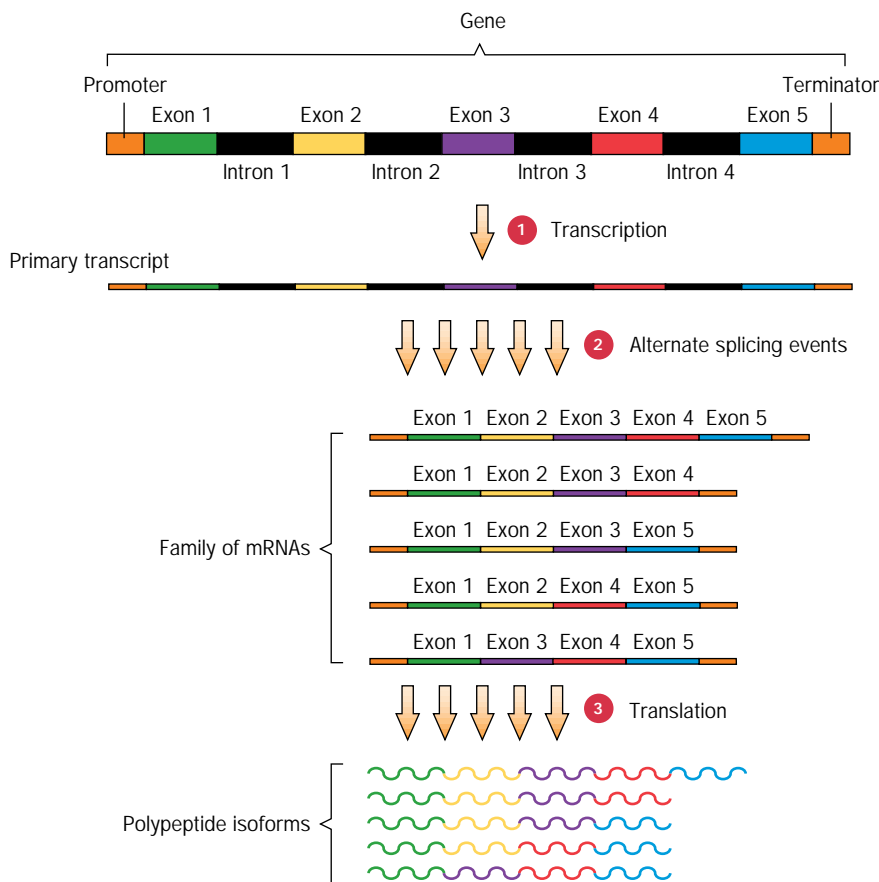 Gene
Promoter Terminator
Exon 1 Exon 2 Exon 3 Exon 4 Exon 5
Intron 1 Intron 2 Intron 3 Intron 4
1 Transcription
Primary transcript
2 Alternate splicing events
Exon 1 Exon 2 Exon 3 Exon 4 Exon 5
Exon 1 Exon 2 Exon 3 Exon 4
Exon 1 Exon 2 Exon 3 Exon 5
Family of mRNAs
Exon 1 Exon 2 Exon 4 Exon 5
Exon 1 Exon 3 Exon 4 Exon 5
3 Translation
Polypeptide isoforms